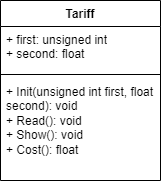 Tariff
+ first: unsigned int
+ second: float
+ Init(unsigned int first, float
second): void
+ Read(): void
+ Show(): void
+ Cost(): float